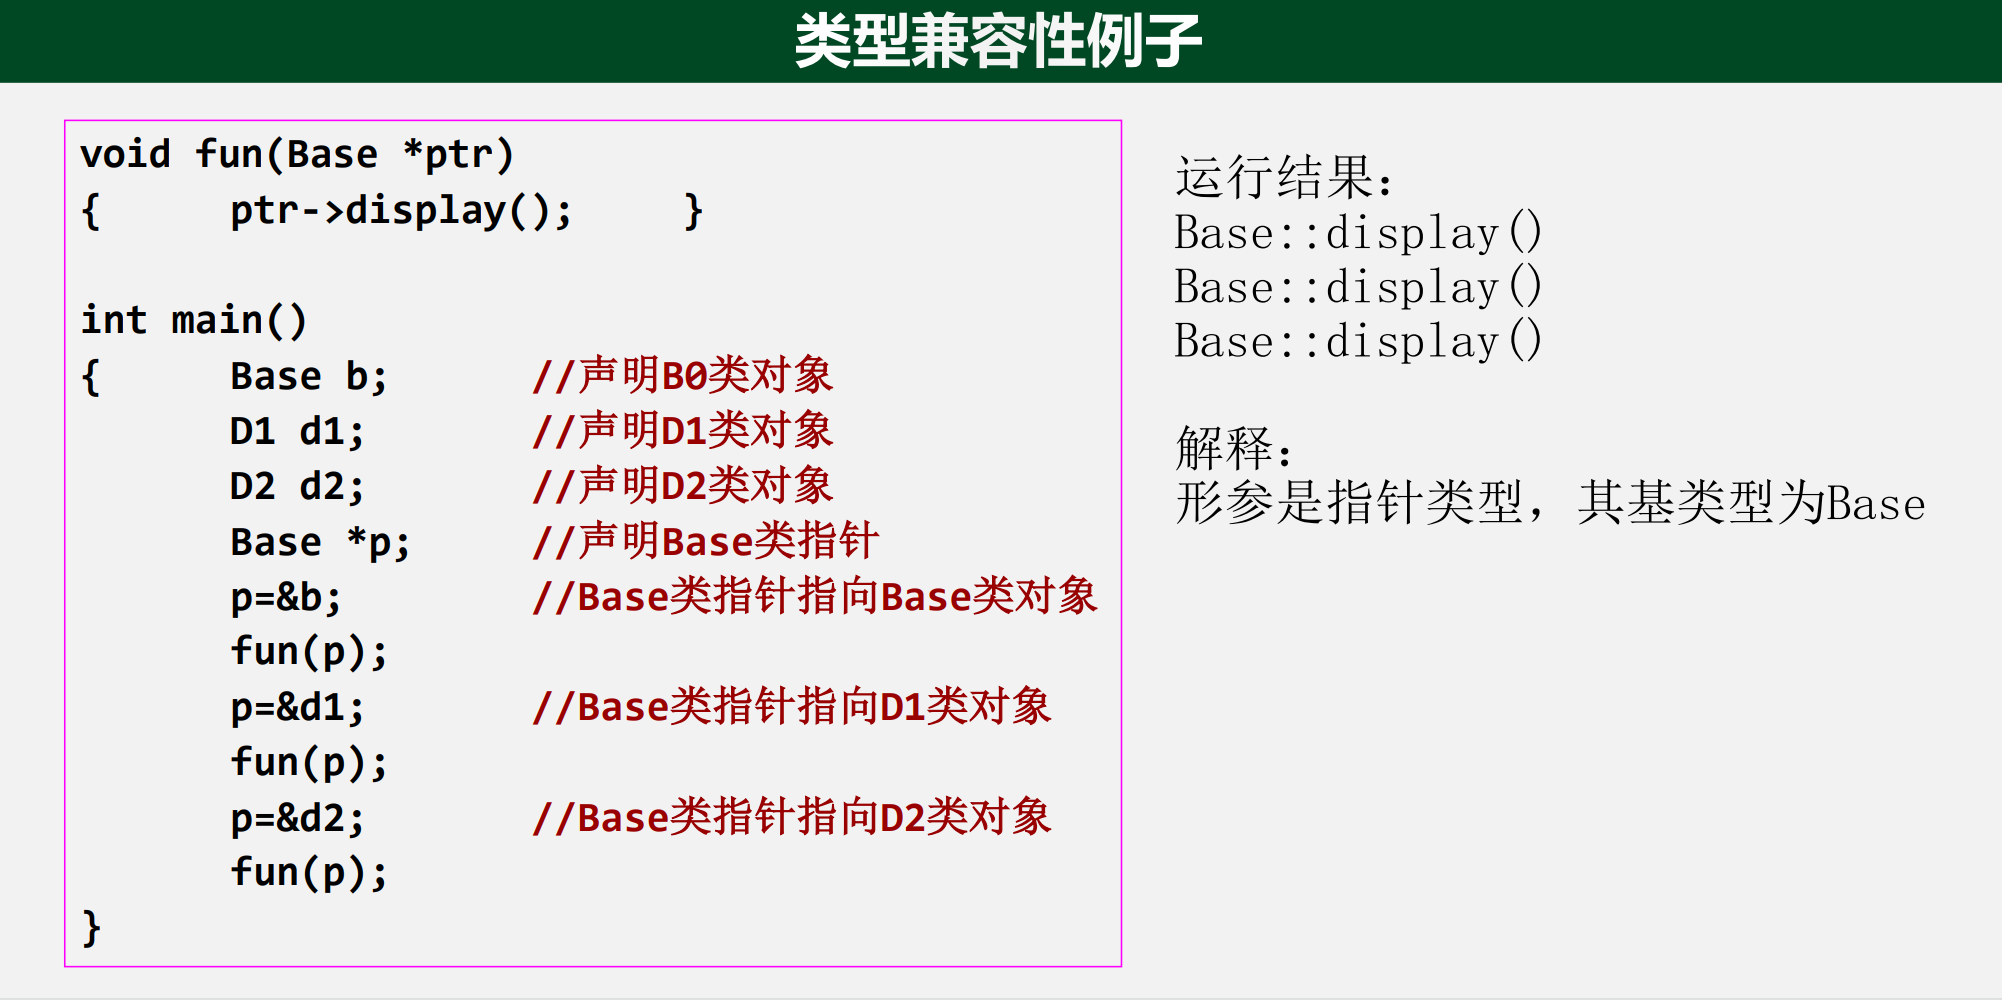 类型兼容性例子
void fun(Base *ptr)
{ ptr->display(); }
int main()
{ Base b; //声明B0类对象
D1 d1; //声明D1类对象
D2 d2; //声明D2类对象
Base *p; //声明Base类指针
p=&b; //Base类指针指向Base类对象
fun(p);
p=&d1; //Base类指针指向D1类对象
fun(p);
p=&d2; //Base类指针指向D2类对象
fun(p);
}
运行结果：
Base::display()
Base::display()
Base::display()
解释：
形参是指针类型，其基类型为Base